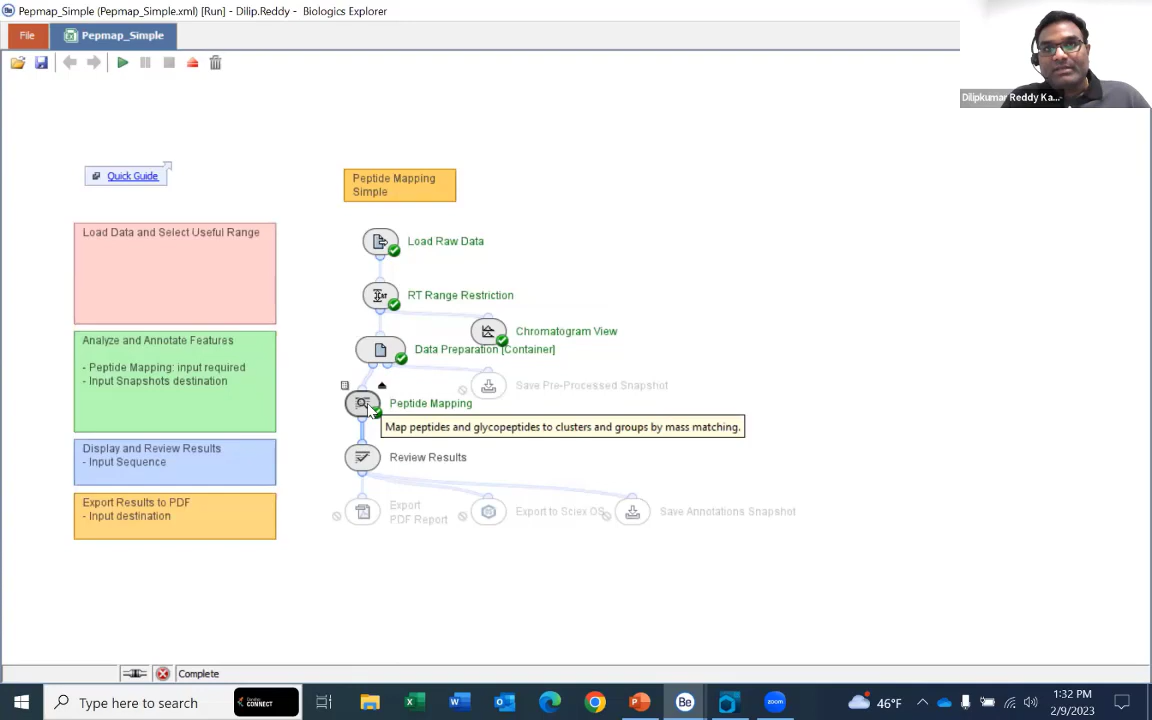 Pepmap_Simple (Pepmap_Simple.xml) [Run] - Dilip.Reddy - Biologics Explorer
File
Pepmap_Simple
Dilipkumar Reddy Ka...
Quick Guide
Peptide Mapping
Simple
Load Data and Select Useful Range
Load Raw Data
RT Range Restriction
Chromatogram View
Analyze and Annotate Features
- Peptide Mapping: input required
- Input Snapshots destination
Data Preparation [Container]
Save Pre-Processed Snapshot
Peptide Mapping
Map peptides and glycopeptides to clusters and groups by mass matching.
Display and Review Results
- Input Sequence
Review Results
Export Results to PDF
- Input destination
Export
PDF Report
Export to Sciex OS
Save Annotations Snapshot
Complete
Type here to search
CONNECT
Be
zoom
46°F
1:32 PM
2/9/2023